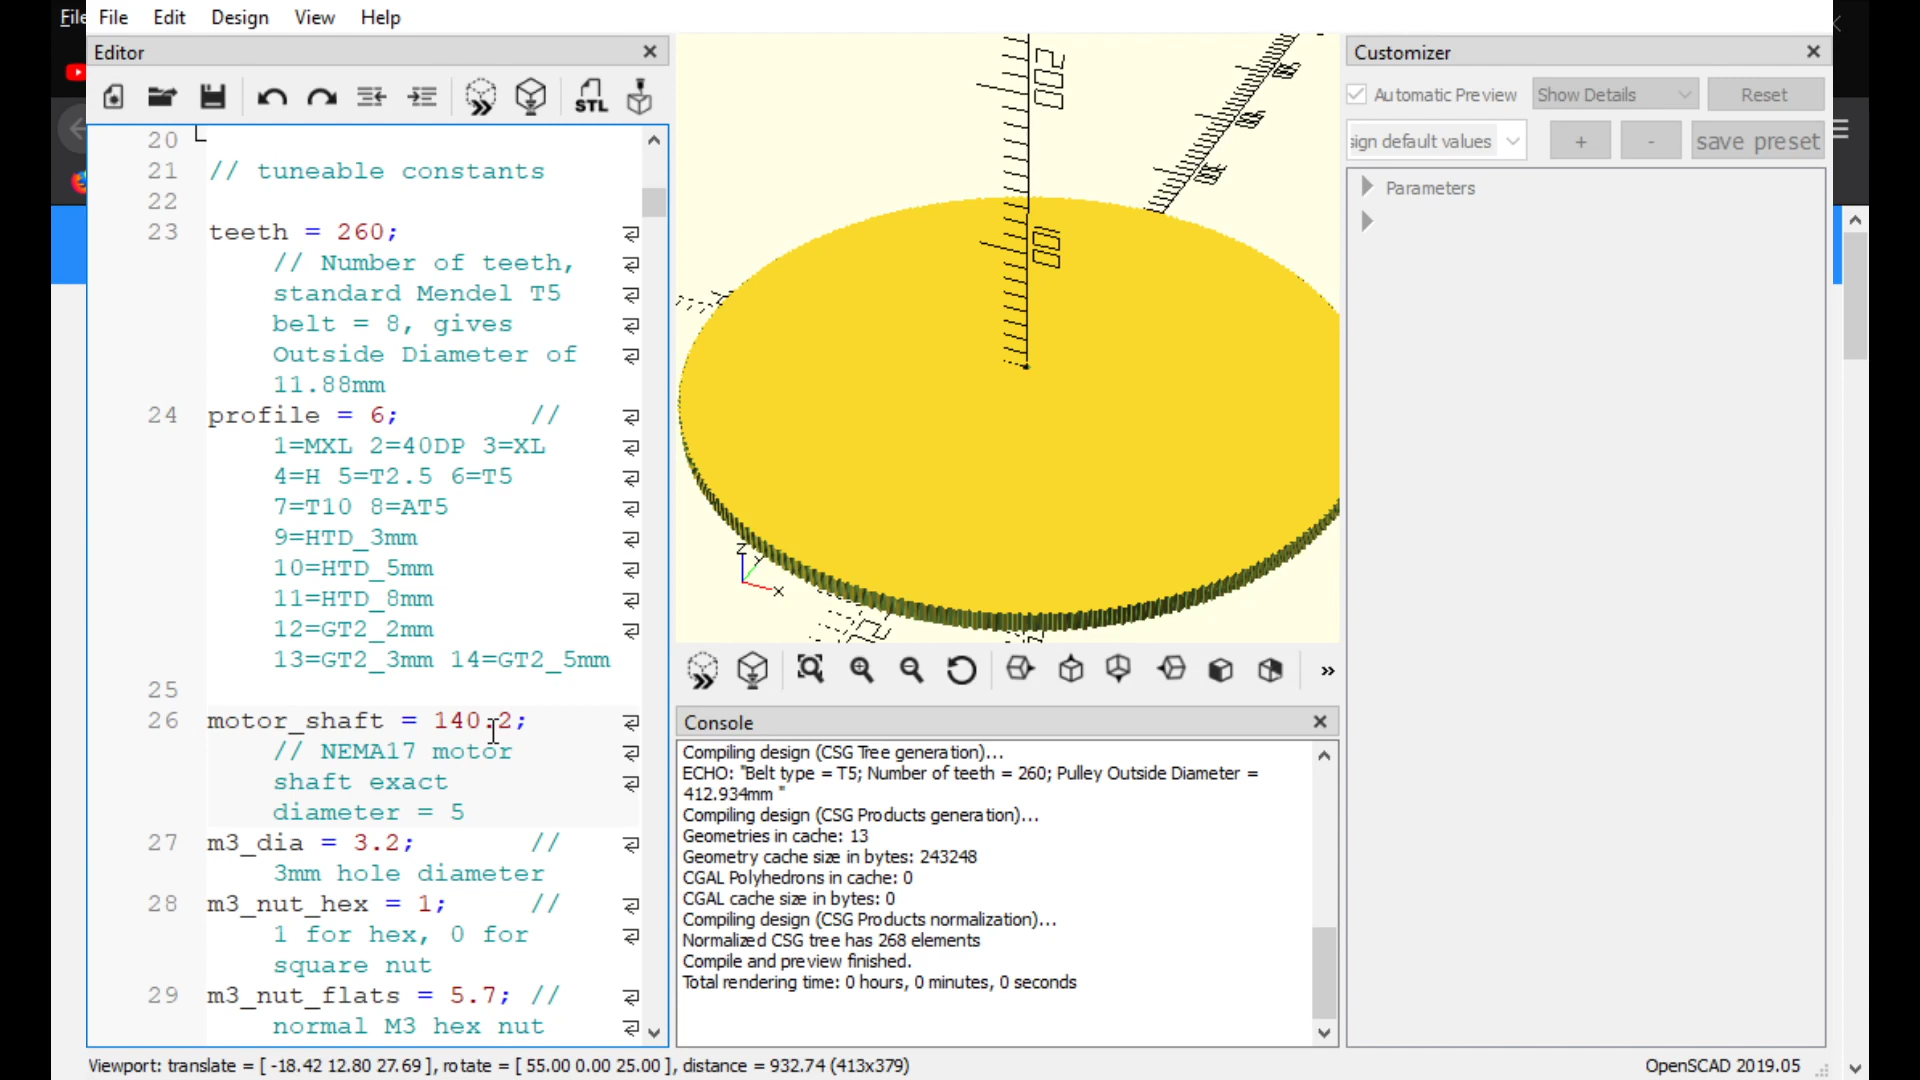 File File Edit Design View Help
Editor
STL
20
21 // tuneable constants
22
23 teeth = 260;
// Number of teeth,
standard Mendel T5
belt = 8, gives
Outside Diameter of
11.88mm
24 profile = 6; //
1=MXL 2=40DP 3=XL
4=H 5=T2.5 6=T5
7=T10 8=AT5
9=HTD_3mm
10=HTD_5mm
11=HTD_8mm
12=GT2_2mm
13=GT2_3mm 14=GT2_5mm
25
26 motor_shaft = 140.2;
// NEMA17 motor
shaft exact
diameter = 5
27 m3_dia = 3.2; //
3mm hole diameter
28 m3_nut_hex = 1; //
1 for hex, 0 for
square nut
29 m3_nut_flats = 5.7; //
normal M3 hex nut
200
100
Z
Y
X
Console
Compiling design (CSG Tree generation)...
ECHO: "Belt type = T5; Number of teeth = 260; Pulley Outside Diameter =
412.934mm "
Compiling design (CSG Products generation)...
Geometries in cache: 13
Geometry cache size in bytes: 243248
CGAL Polyhedrons in cache: 0
CGAL cache size in bytes: 0
Compiling design (CSG Products normalization)...
Normalized CSG tree has 268 elements
Compile and preview finished.
Total rendering time: 0 hours, 0 minutes, 0 seconds
Customizer
Automatic Preview Show Details Reset
sign default values + - save preset
Parameters
Viewport: translate = [ -18.42 12.80 27.69 ], rotate = [ 55.00 0.00 25.00 ], distance = 932.74 (413x379)
OpenSCAD 2019.05